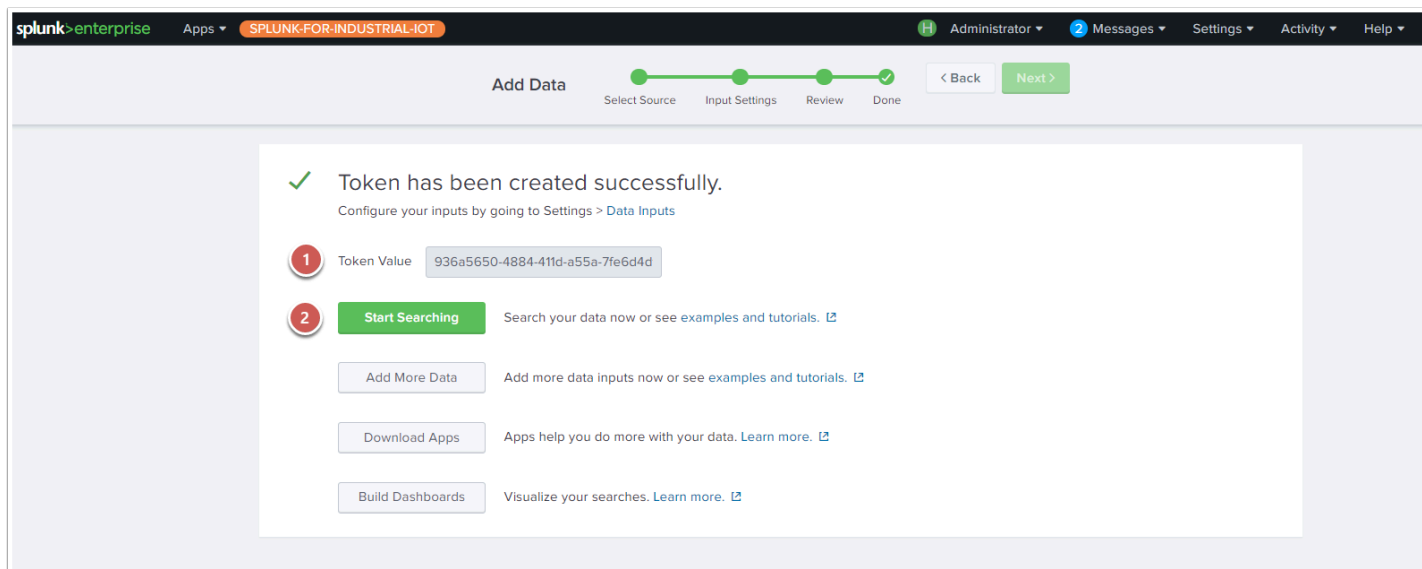 splunk>enterprise Apps SPLUNK-FOR-INDUSTRIAL-IOT H Administrator 2 Messages Settings Activity Help
Add Data
Select Source Input Settings Review Done
< Back Next >
Token has been created successfully.
Configure your inputs by going to Settings > Data Inputs
1 Token Value 936a5650-4884-411d-a55a-7fe6d4d
2 Start Searching Search your data now or see examples and tutorials.
Add More Data Add more data inputs now or see examples and tutorials.
Download Apps Apps help you do more with your data. Learn more.
Build Dashboards Visualize your searches. Learn more.